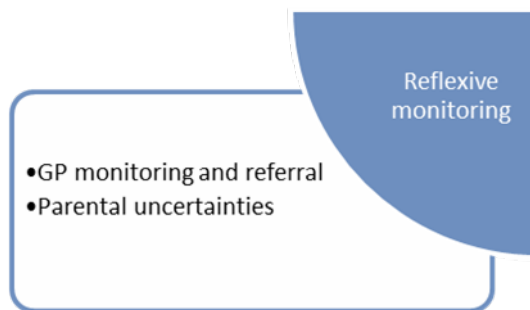 Reflexive
monitoring
•GP monitoring and referral
•Parental uncertainties